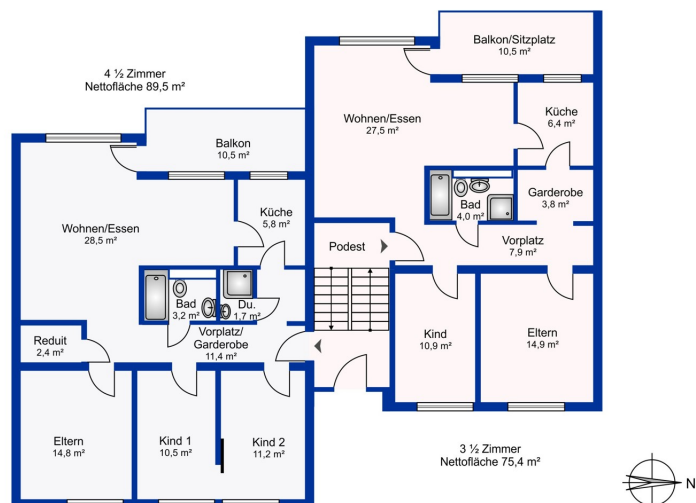 4 ½ Zimmer
Nettofläche 89,5 m²
Balkon
10,5 m²
Wohnen/Essen
28,5 m²
Küche
5,8 m²
Bad
3,2 m²
Du.
1,7 m²
Vorplatz/
Garderobe
11,4 m²
Reduit
2,4 m²
Eltern
14,8 m²
Kind 1
10,5 m²
Kind 2
11,2 m²
Balkon/Sitzplatz
10,5 m²
Wohnen/Essen
27,5 m²
Küche
6,4 m²
Bad
4,0 m²
Garderobe
3,8 m²
Podest
Vorplatz
7,9 m²
Kind
10,9 m²
Eltern
14,9 m²
3 ½ Zimmer
Nettofläche 75,4 m²
N